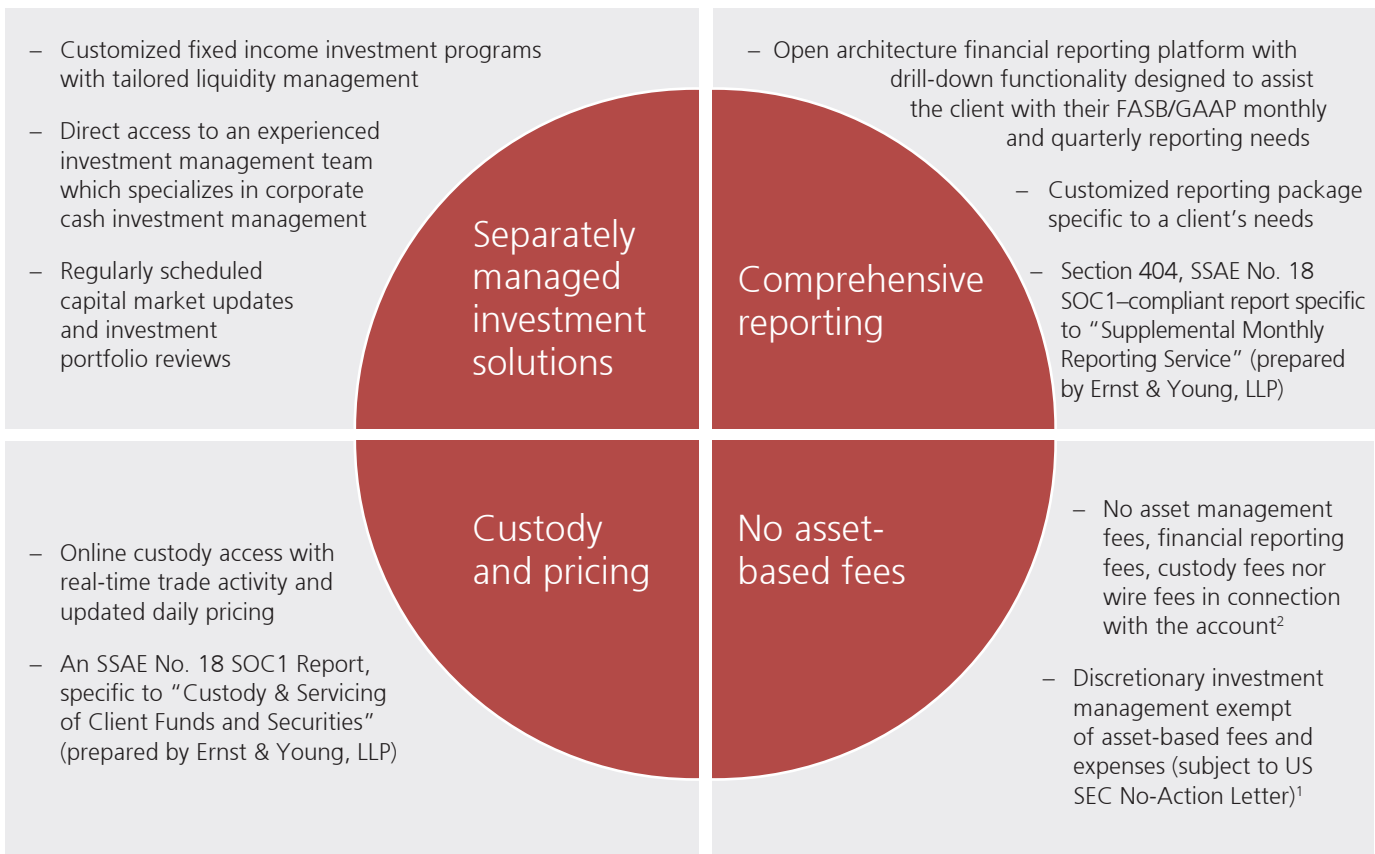 – Customized fixed income investment programs
with tailored liquidity management
– Direct access to an experienced
investment management team
which specializes in corporate
cash investment management
– Regularly scheduled
capital market updates
and investment
portfolio reviews
Separately
managed
investment
solutions
– Open architecture financial reporting platform with
drill-down functionality designed to assist
the client with their FASB/GAAP monthly
and quarterly reporting needs
– Customized reporting package
specific to a client’s needs
– Section 404, SSAE No. 18
SOC1–compliant report specific
to “Supplemental Monthly
Reporting Service” (prepared
by Ernst & Young, LLP)
Comprehensive
reporting
– Online custody access with
real-time trade activity and
updated daily pricing
– An SSAE No. 18 SOC1 Report,
specific to “Custody & Servicing
of Client Funds and Securities”
(prepared by Ernst & Young, LLP)
Custody
and pricing
No asset-
based fees
– No asset management
fees, financial reporting
fees, custody fees nor
wire fees in connection
with the account²
– Discretionary investment
management exempt
of asset-based fees and
expenses (subject to US
SEC No-Action Letter)¹